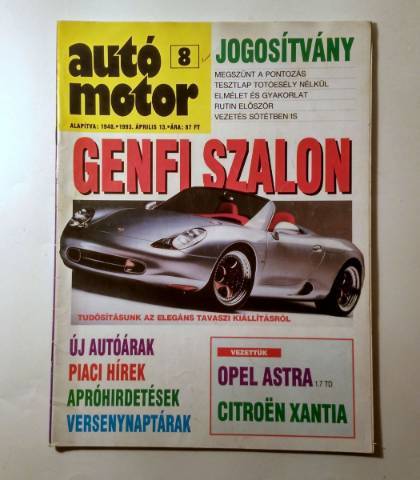 autó
motor
8
ALAPÍTVA: 1948.•1993. ÁPRILIS 13.•ÁRA: 87 FT
JOGOSÍTVÁNY
MEGSZŰNT A PONTOZÁS
TESZTLAP TOTOESÉLY NÉLKÜL
ELMÉLET ÉS GYAKORLAT
RUTIN ELŐSZÖR
VEZETÉS SÖTÉTBEN IS
GENFI SZALON
TUDÓSÍTÁSUNK AZ ELEGÁNS TAVASZI KIÁLLÍTÁSRÓL
ÚJ AUTÓÁRAK
PIACI HÍREK
APRÓHIRDETÉSEK
VERSENYNAPTÁRAK
VEZETTÜK
OPEL ASTRA 1.7 TD
CITROËN XANTIA